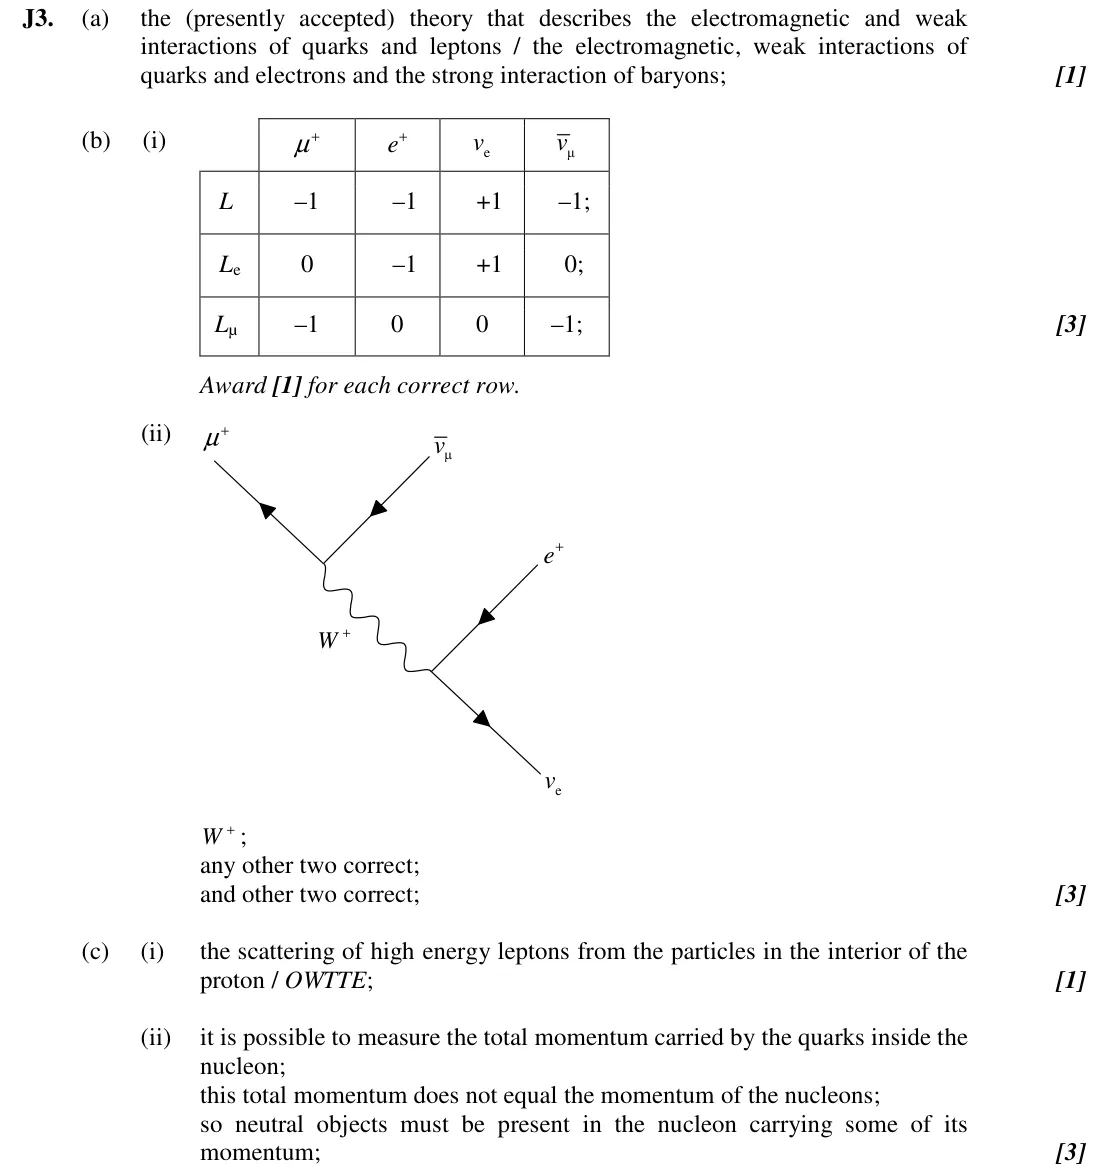 J3. (a) the (presently accepted) theory that describes the electromagnetic and weak
interactions of quarks and leptons / the electromagnetic, weak interactions of
quarks and electrons and the strong interaction of baryons; [1]
(b) (i) μ⁺ e⁺ νₑ ν̅_μ
L –1 –1 +1 –1;
Lₑ 0 –1 +1 0;
L_μ –1 0 0 –1; [3]
Award [1] for each correct row.
(ii) μ⁺ ν̅_μ
e⁺
W⁺
νₑ
W⁺;
any other two correct;
and other two correct; [3]
(c) (i) the scattering of high energy leptons from the particles in the interior of the
proton / OWTTE; [1]
(ii) it is possible to measure the total momentum carried by the quarks inside the
nucleon;
this total momentum does not equal the momentum of the nucleons;
so neutral objects must be present in the nucleon carrying some of its
momentum; [3]